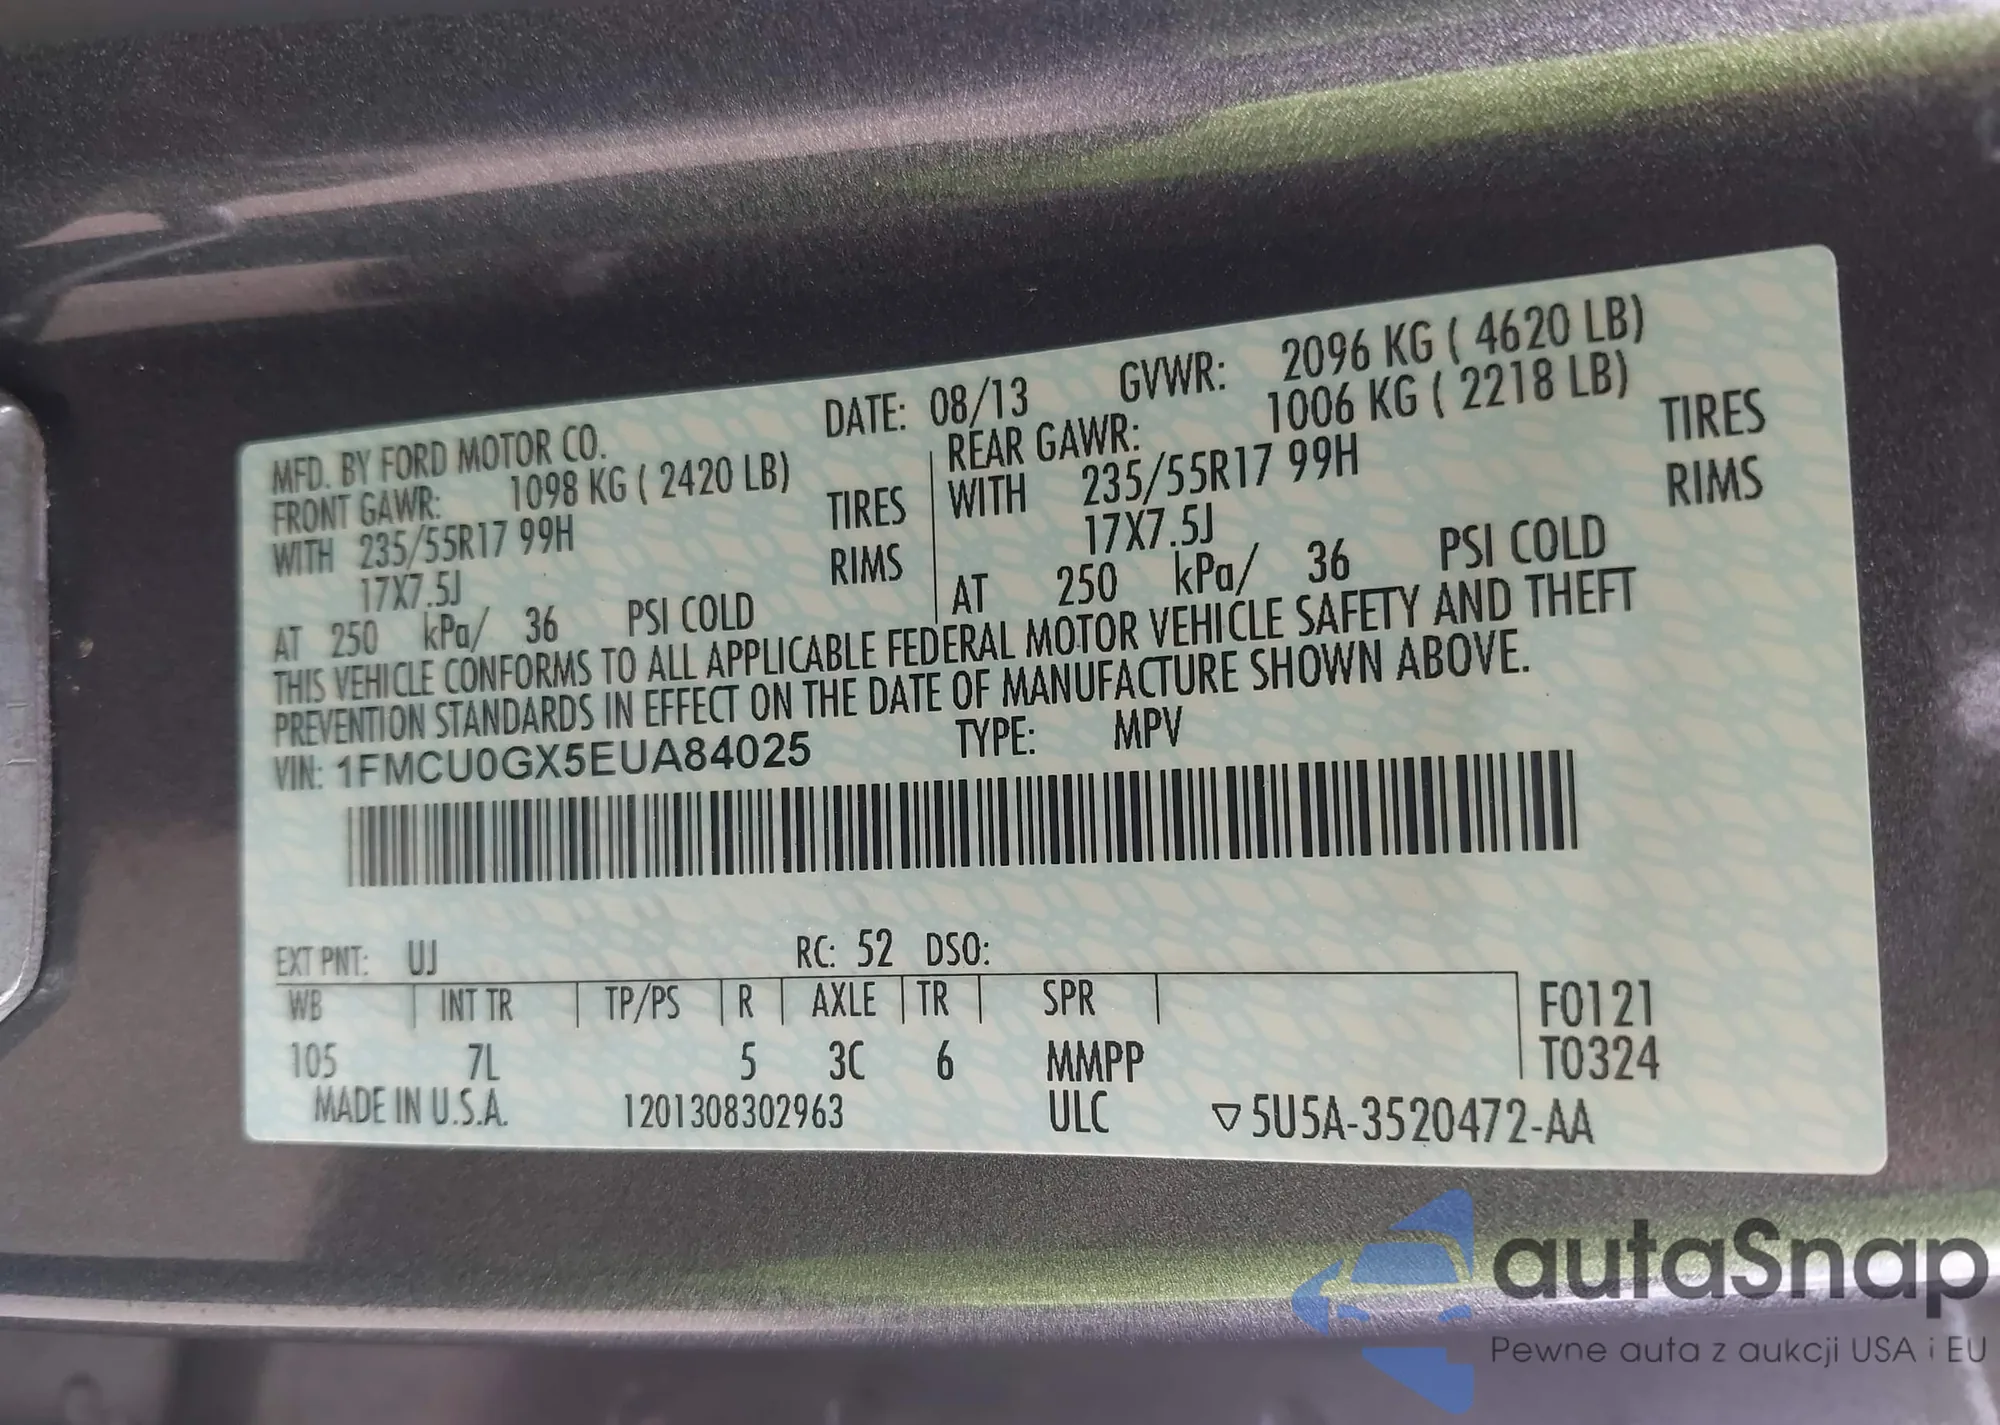 MFD. BY FORD MOTOR CO. DATE: 08/13 GVWR: 2096 KG ( 4620 LB)
FRONT GAWR: 1098 KG ( 2420 LB) REAR GAWR: 1006 KG ( 2218 LB)
WITH 235/55R17 99H TIRES WITH 235/55R17 99H TIRES
17X7.5J RIMS 17X7.5J RIMS
AT 250 kPa/ 36 PSI COLD AT 250 kPa/ 36 PSI COLD
THIS VEHICLE CONFORMS TO ALL APPLICABLE FEDERAL MOTOR VEHICLE SAFETY AND THEFT
PREVENTION STANDARDS IN EFFECT ON THE DATE OF MANUFACTURE SHOWN ABOVE.
VIN: 1FMCU0GX5EUA84025 TYPE: MPV
EXT PNT: UJ RC: 52 DSO:
WB INT TR TP/PS R AXLE TR SPR F0121
105 7L 5 3C 6 MMPP T0324
MADE IN U.S.A. 1201308302963 ULC ▽5U5A-3520472-AA
autaSnap
Pewne auta z aukcji USA i EU